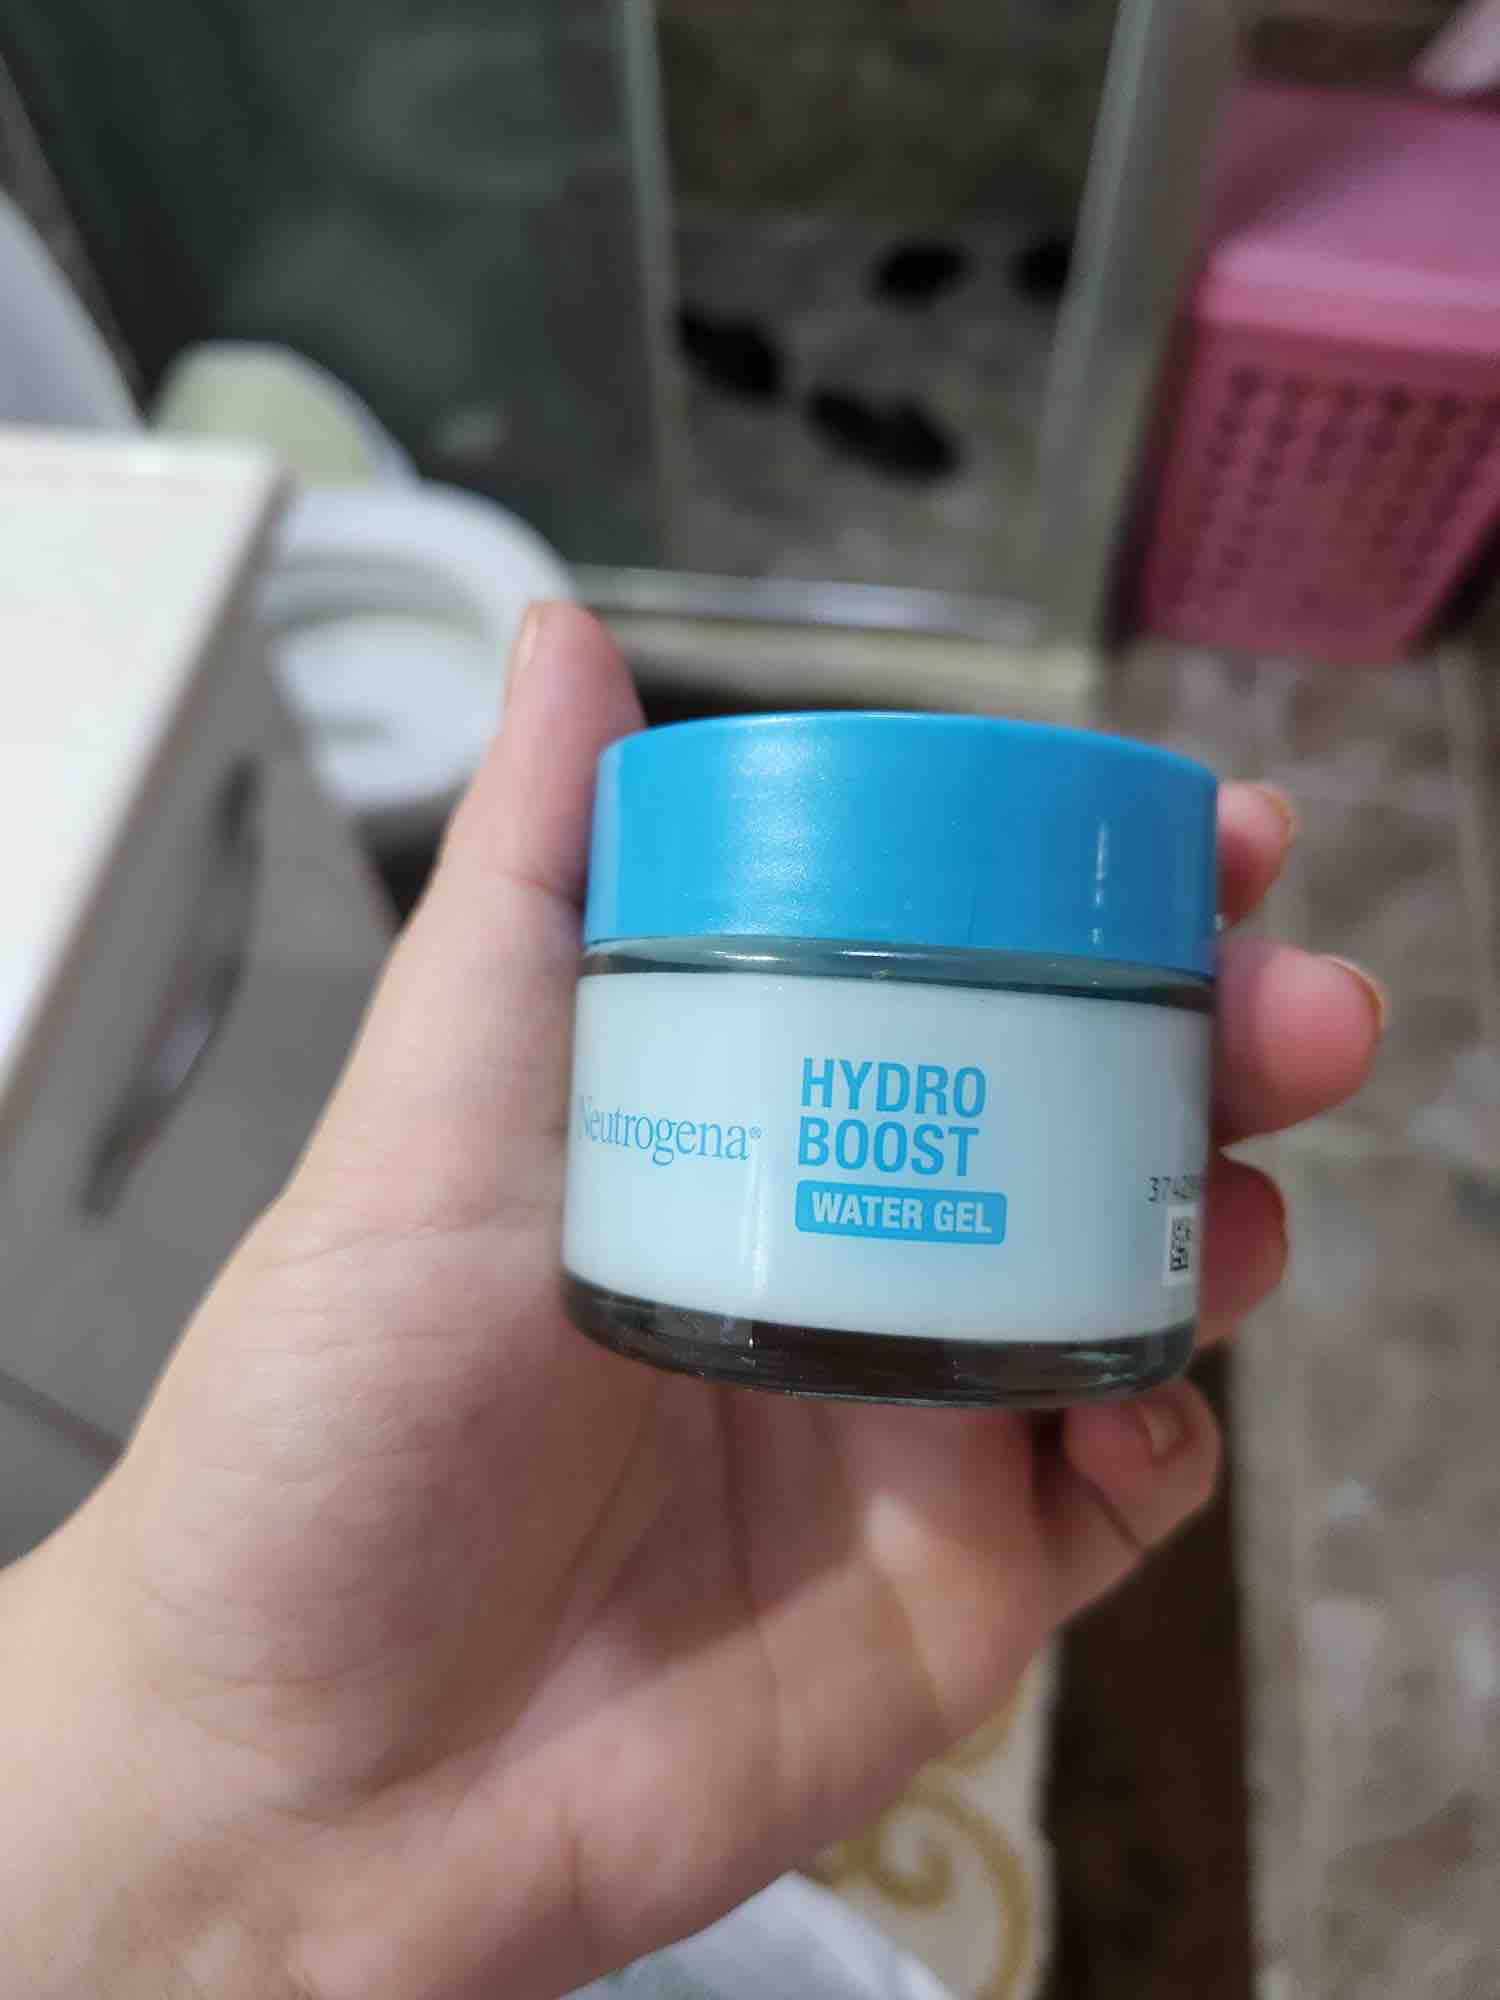 Neutrogena®
HYDRO
BOOST
WATER GEL